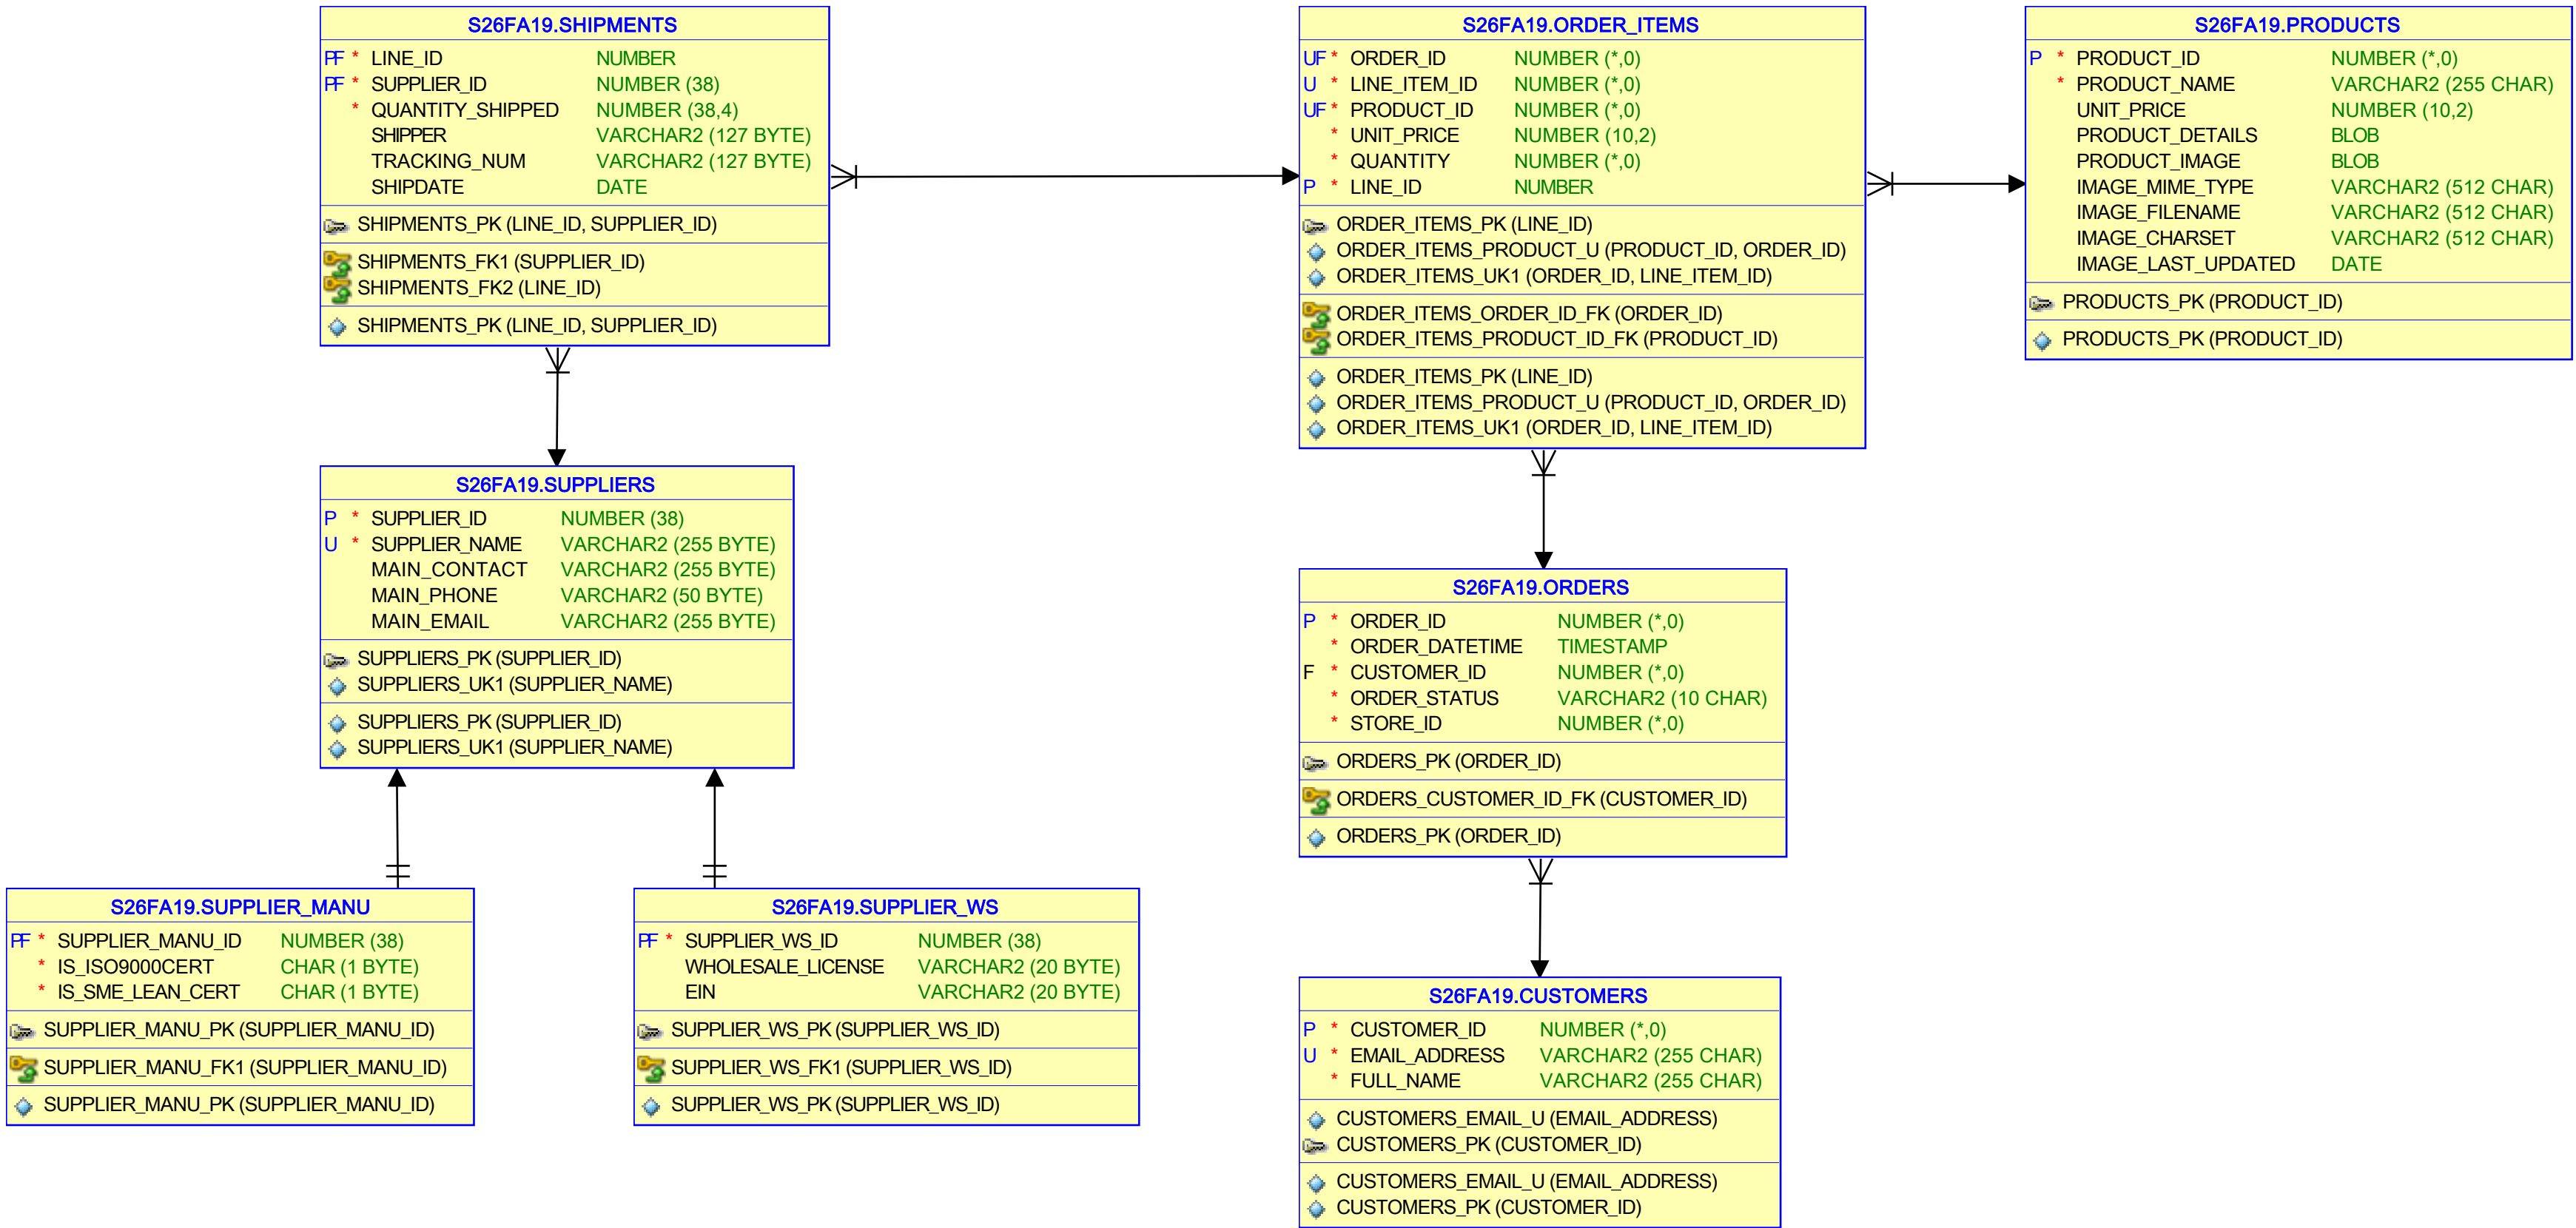 S26FA19.SHIPMENTS
PF * LINE_ID NUMBER
PF * SUPPLIER_ID NUMBER (38)
* QUANTITY_SHIPPED NUMBER (38,4)
SHIPPER VARCHAR2 (127 BYTE)
TRACKING_NUM VARCHAR2 (127 BYTE)
SHIPDATE DATE
SHIPMENTS_PK (LINE_ID, SUPPLIER_ID)
SHIPMENTS_FK1 (SUPPLIER_ID)
SHIPMENTS_FK2 (LINE_ID)
SHIPMENTS_PK (LINE_ID, SUPPLIER_ID)
S26FA19.ORDER_ITEMS
UF * ORDER_ID NUMBER (*,0)
U * LINE_ITEM_ID NUMBER (*,0)
UF * PRODUCT_ID NUMBER (*,0)
* UNIT_PRICE NUMBER (10,2)
* QUANTITY NUMBER (*,0)
P * LINE_ID NUMBER
ORDER_ITEMS_PK (LINE_ID)
ORDER_ITEMS_PRODUCT_U (PRODUCT_ID, ORDER_ID)
ORDER_ITEMS_UK1 (ORDER_ID, LINE_ITEM_ID)
ORDER_ITEMS_ORDER_ID_FK (ORDER_ID)
ORDER_ITEMS_PRODUCT_ID_FK (PRODUCT_ID)
ORDER_ITEMS_PK (LINE_ID)
ORDER_ITEMS_PRODUCT_U (PRODUCT_ID, ORDER_ID)
ORDER_ITEMS_UK1 (ORDER_ID, LINE_ITEM_ID)
S26FA19.PRODUCTS
P * PRODUCT_ID NUMBER (*,0)
* PRODUCT_NAME VARCHAR2 (255 CHAR)
UNIT_PRICE NUMBER (10,2)
PRODUCT_DETAILS BLOB
PRODUCT_IMAGE BLOB
IMAGE_MIME_TYPE VARCHAR2 (512 CHAR)
IMAGE_FILENAME VARCHAR2 (512 CHAR)
IMAGE_CHARSET VARCHAR2 (512 CHAR)
IMAGE_LAST_UPDATED DATE
PRODUCTS_PK (PRODUCT_ID)
PRODUCTS_PK (PRODUCT_ID)
S26FA19.SUPPLIERS
P * SUPPLIER_ID NUMBER (38)
U * SUPPLIER_NAME VARCHAR2 (255 BYTE)
MAIN_CONTACT VARCHAR2 (255 BYTE)
MAIN_PHONE VARCHAR2 (50 BYTE)
MAIN_EMAIL VARCHAR2 (255 BYTE)
SUPPLIERS_PK (SUPPLIER_ID)
SUPPLIERS_UK1 (SUPPLIER_NAME)
SUPPLIERS_PK (SUPPLIER_ID)
SUPPLIERS_UK1 (SUPPLIER_NAME)
S26FA19.ORDERS
P * ORDER_ID NUMBER (*,0)
* ORDER_DATETIME TIMESTAMP
F * CUSTOMER_ID NUMBER (*,0)
* ORDER_STATUS VARCHAR2 (10 CHAR)
* STORE_ID NUMBER (*,0)
ORDERS_PK (ORDER_ID)
ORDERS_CUSTOMER_ID_FK (CUSTOMER_ID)
ORDERS_PK (ORDER_ID)
S26FA19.SUPPLIER_MANU
PF * SUPPLIER_MANU_ID NUMBER (38)
* IS_ISO9000CERT CHAR (1 BYTE)
* IS_SME_LEAN_CERT CHAR (1 BYTE)
SUPPLIER_MANU_PK (SUPPLIER_MANU_ID)
SUPPLIER_MANU_FK1 (SUPPLIER_MANU_ID)
SUPPLIER_MANU_PK (SUPPLIER_MANU_ID)
S26FA19.SUPPLIER_WS
PF * SUPPLIER_WS_ID NUMBER (38)
WHOLESALE_LICENSE VARCHAR2 (20 BYTE)
EIN VARCHAR2 (20 BYTE)
SUPPLIER_WS_PK (SUPPLIER_WS_ID)
SUPPLIER_WS_FK1 (SUPPLIER_WS_ID)
SUPPLIER_WS_PK (SUPPLIER_WS_ID)
S26FA19.CUSTOMERS
P * CUSTOMER_ID NUMBER (*,0)
U * EMAIL_ADDRESS VARCHAR2 (255 CHAR)
* FULL_NAME VARCHAR2 (255 CHAR)
CUSTOMERS_EMAIL_U (EMAIL_ADDRESS)
CUSTOMERS_PK (CUSTOMER_ID)
CUSTOMERS_EMAIL_U (EMAIL_ADDRESS)
CUSTOMERS_PK (CUSTOMER_ID)